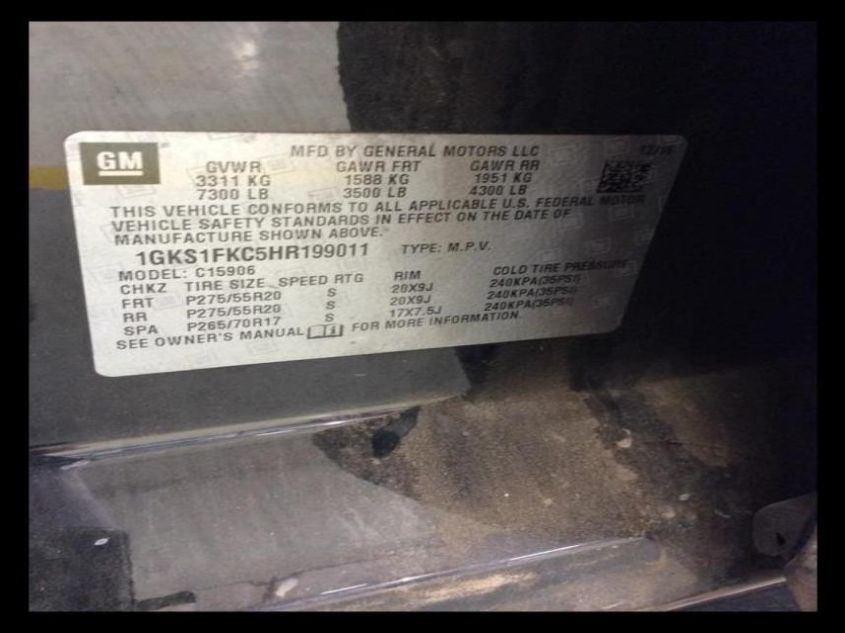 GM
MFD BY GENERAL MOTORS LLC 12/16
GVWR GAWR FRT GAWR RR
3311 KG 1588 KG 1951 KG
7300 LB 3500 LB 4300 LB
THIS VEHICLE CONFORMS TO ALL APPLICABLE U.S. FEDERAL MOTOR
VEHICLE SAFETY STANDARDS IN EFFECT ON THE DATE OF
MANUFACTURE SHOWN ABOVE.
1GKS1FKC5HR199011 TYPE: M.P.V.
MODEL: C15906
CHKZ TIRE SIZE SPEED RTG RIM COLD TIRE PRESSURE
FRT P275/55R20 S 20X9J 240KPA(35PSI)
RR P275/55R20 S 20X9J 240KPA(35PSI)
SPA P265/70R17 S 17X7.5J 240KPA(35PSI)
SEE OWNER'S MANUAL FOR MORE INFORMATION.